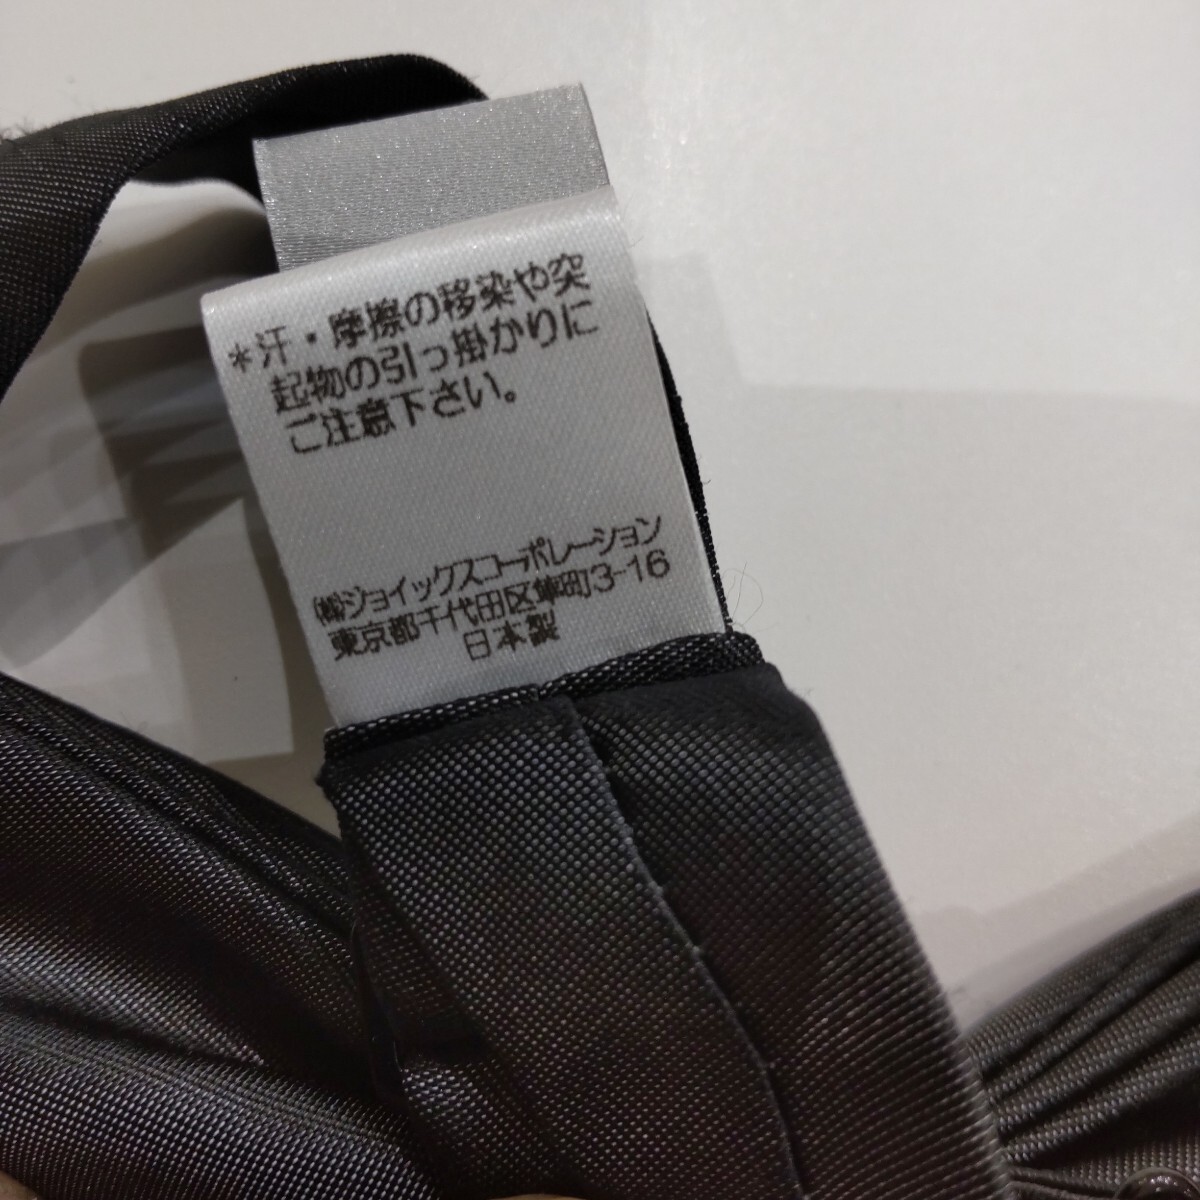 *汗・摩擦の移染や突
起物の引っ掛かりに
ご注意下さい。
㈱ジョイックスコーポレーション
東京都千代田区麹町3-16
日本製